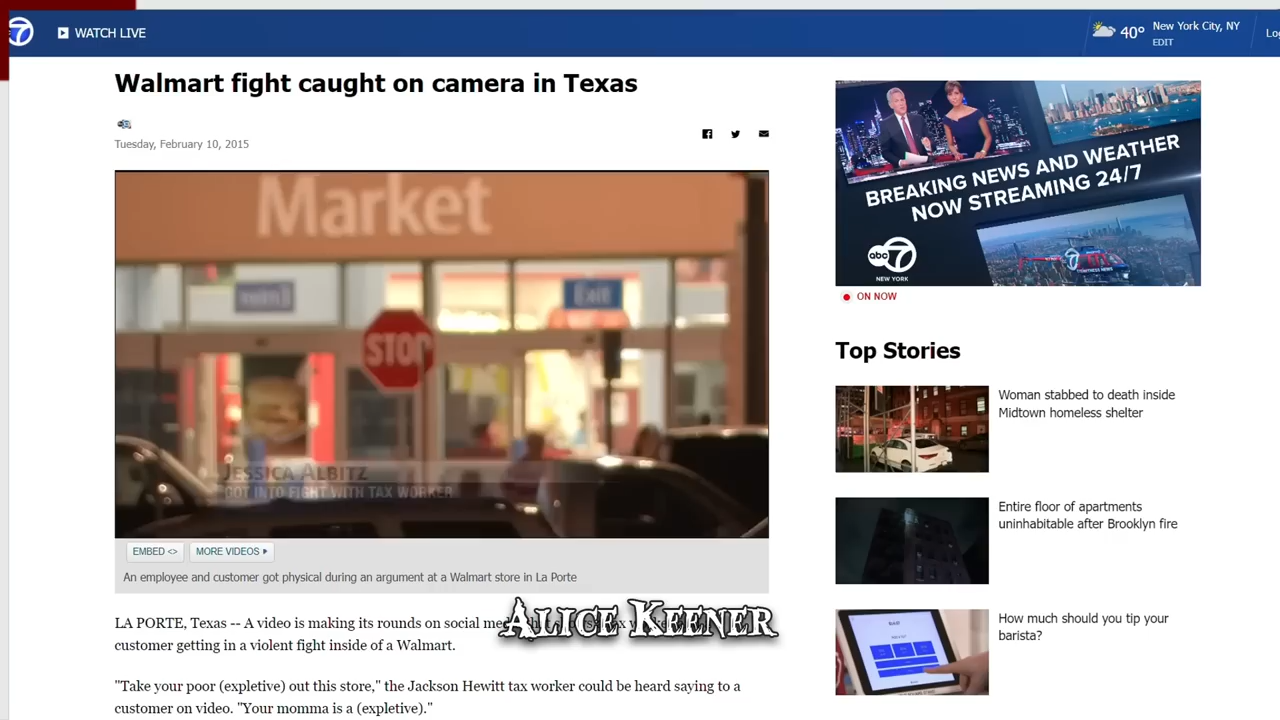 7
WATCH LIVE
40°
New York City, NY
EDIT
Walmart fight caught on camera in Texas
Tuesday, February 10, 2015
Market
Exit
STOP
JESSICA ALBITZ
GOT INTO FIGHT WITH TAX WORKER
EMBED <>
MORE VIDEOS
An employee and customer got physical during an argument at a Walmart store in La Porte
ALICE KEENER
LA PORTE, Texas -- A video is making its rounds on social
customer getting in a violent fight inside of a Walmart.
"Take your poor (expletive) out this store," the Jackson Hewitt tax worker could be heard saying to a
customer on video. "Your momma is a (expletive)."
BREAKING NEWS AND WEATHER
NOW STREAMING 24/7
abc 7
NEW YORK
ON NOW
Top Stories
Woman stabbed to death inside
Midtown homeless shelter
Entire floor of apartments
uninhabitable after Brooklyn fire
How much should you tip your
barista?